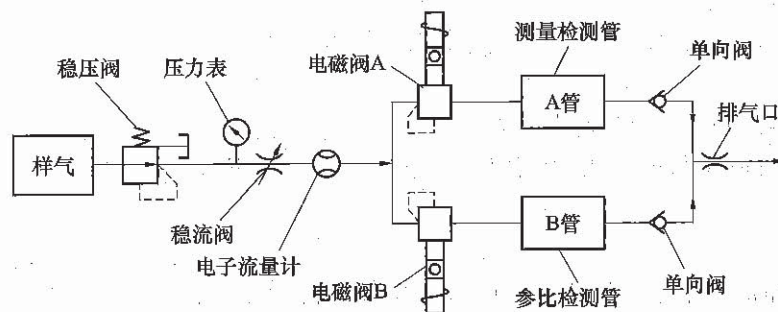 测量检测管
电磁阀A
单向阀
稳压阀
压力表
A管
排气口
样气
稳流阀
B管
电子流量计
电磁阀B
单向阀
参比检测管